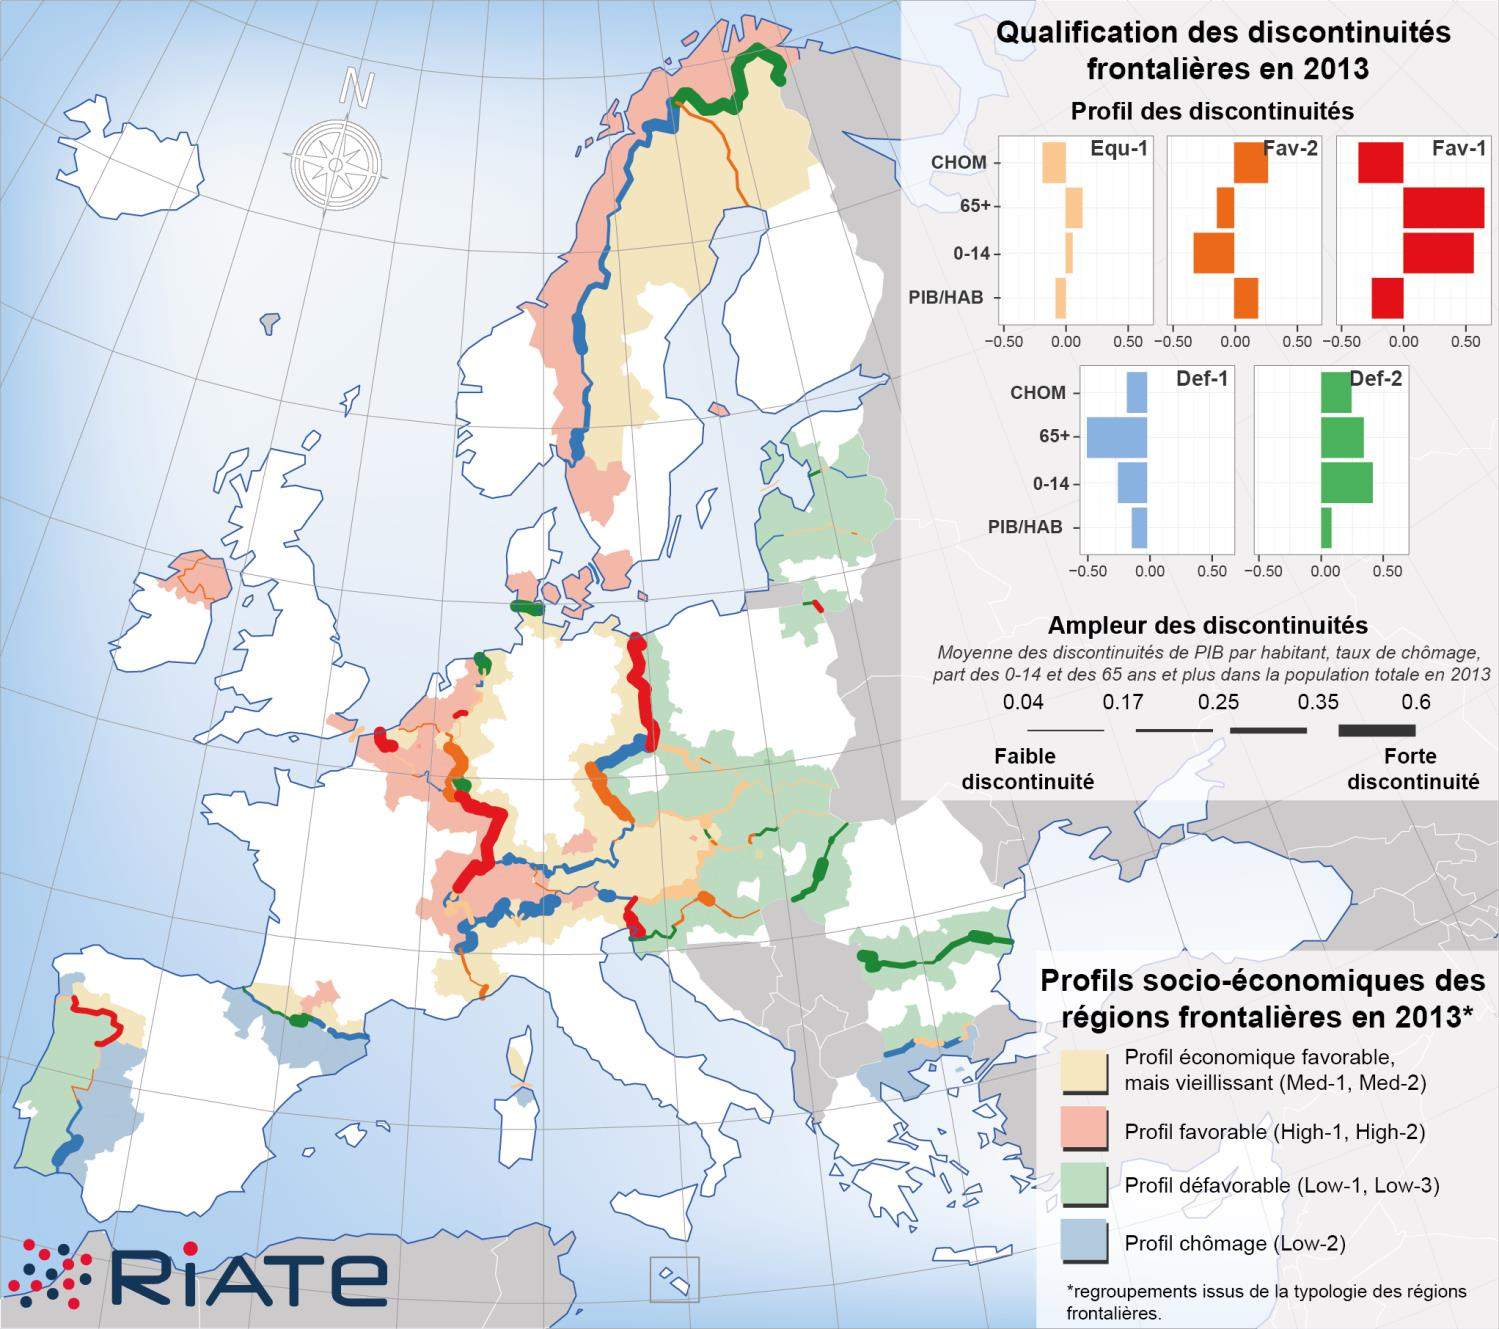 N
Qualification des discontinuités
frontalières en 2013
Profil des discontinuités
Equ-1
Fav-2
Fav-1
CHOM
65+
0-14
PIB/HAB
−0.50 0.00 0.50
−0.50 0.00 0.50
−0.50 0.00 0.50
Def-1
Def-2
CHOM
65+
0-14
PIB/HAB
−0.50 0.00 0.50
−0.50 0.00 0.50
Ampleur des discontinuités
Moyenne des discontinuités de PIB par habitant, taux de chômage,
part des 0-14 et des 65 ans et plus dans la population totale en 2013
0.04 0.17 0.25 0.35 0.6
Faible
discontinuité
Forte
discontinuité
Profils socio-économiques des
régions frontalières en 2013*
Profil économique favorable,
mais vieillissant (Med-1, Med-2)
Profil favorable (High-1, High-2)
Profil défavorable (Low-1, Low-3)
Profil chômage (Low-2)
*regroupements issus de la typologie des régions
frontalières.
RiATE